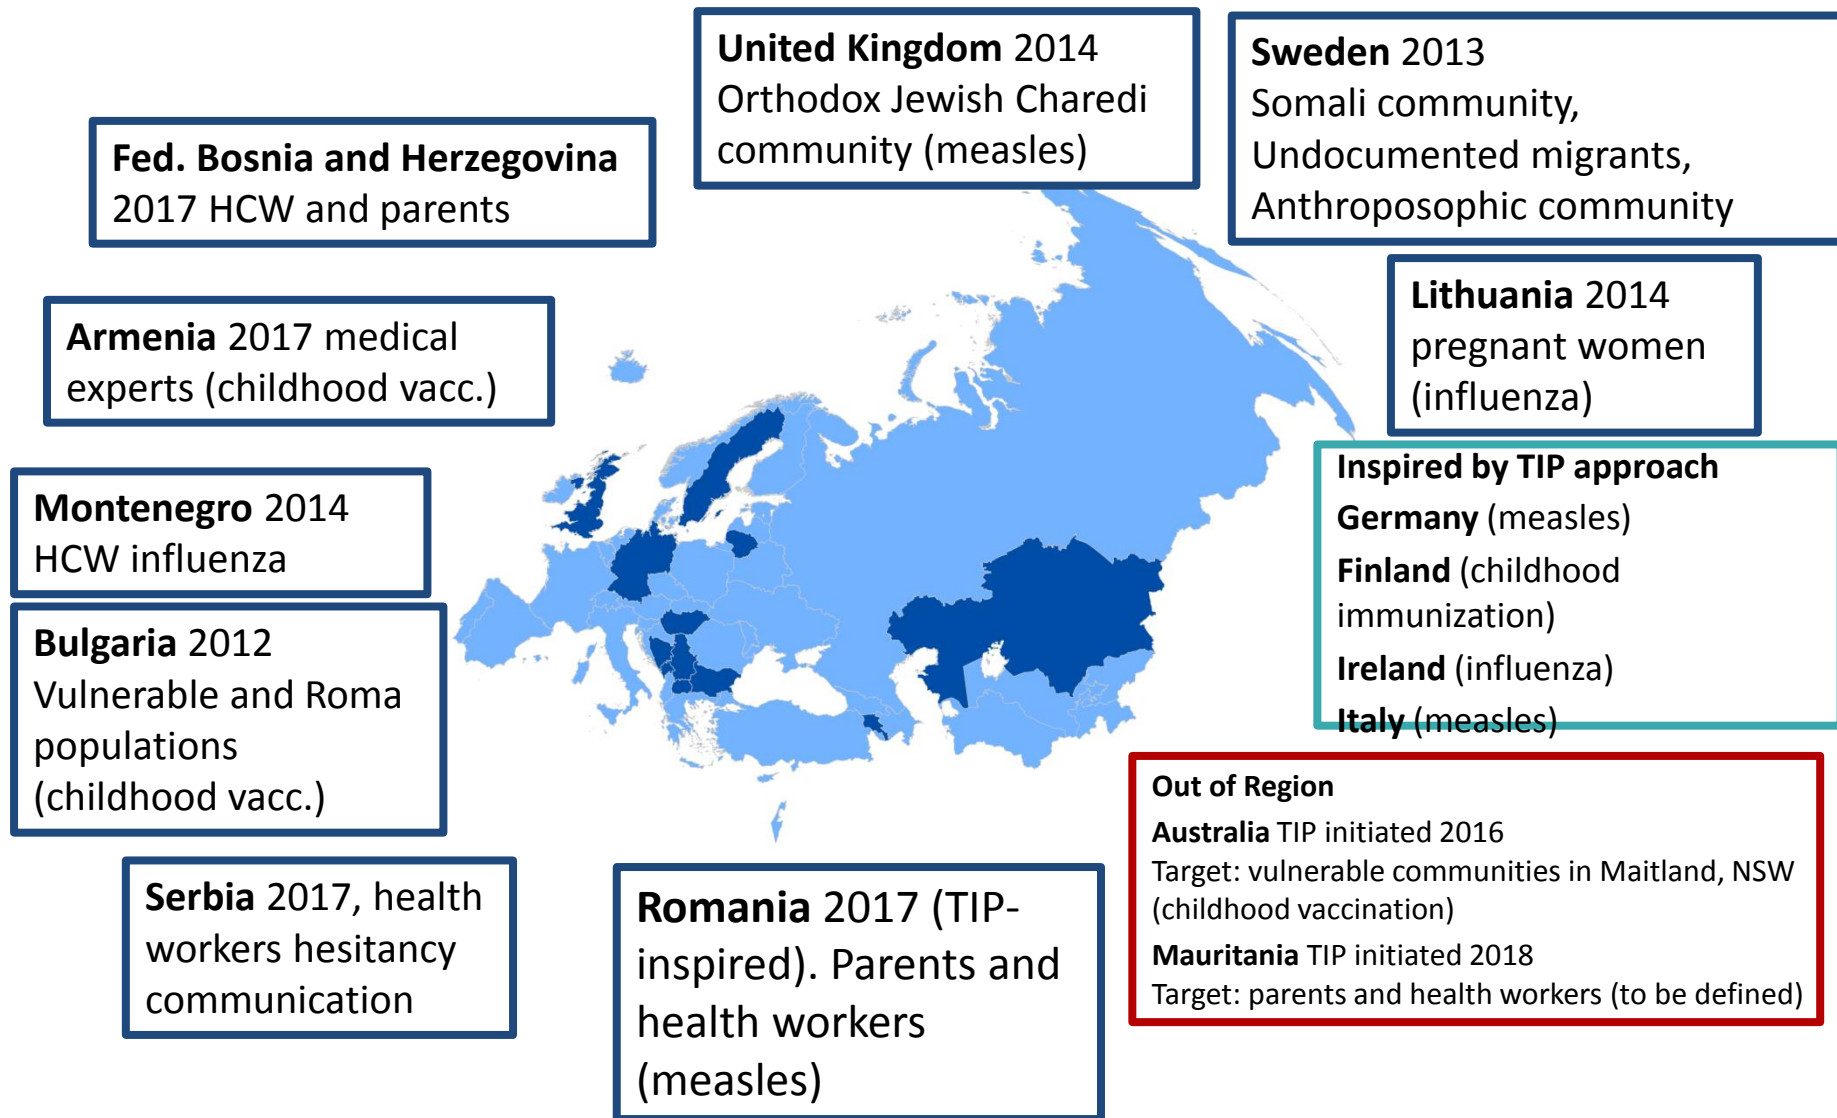 United Kingdom 2014
Orthodox Jewish Charedi
community (measles)
Sweden 2013
Somali community,
Undocumented migrants,
Anthroposophic community
Fed. Bosnia and Herzegovina
2017 HCW and parents
Lithuania 2014
pregnant women
(influenza)
Armenia 2017 medical
experts (childhood vacc.)
Inspired by TIP approach
Germany (measles)
Finland (childhood
immunization)
Ireland (influenza)
Italy (measles)
Montenegro 2014
HCW influenza
Bulgaria 2012
Vulnerable and Roma
populations
(childhood vacc.)
Out of Region
Australia TIP initiated 2016
Target: vulnerable communities in Maitland, NSW
(childhood vaccination)
Mauritania TIP initiated 2018
Target: parents and health workers (to be defined)
Serbia 2017, health
workers hesitancy
communication
Romania 2017 (TIP-
inspired). Parents and
health workers
(measles)